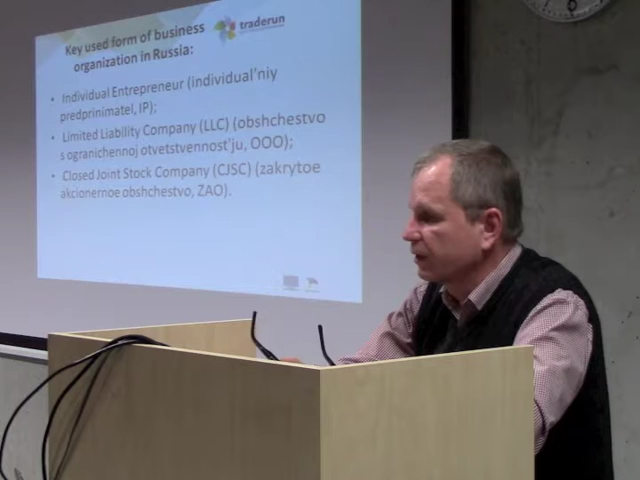 traderun
Key used form of business
organization in Russia:
• Individual Entrepreneur (individual'niy
predprinimatel, IP);
• Limited Liability Company (LLC) (obshchestvo
s ogranichennoj otvetstvennost'ju, OOO);
• Closed Joint Stock Company (CJSC) (zakrytoe
akcionernoe obshchestvo, ZAO).